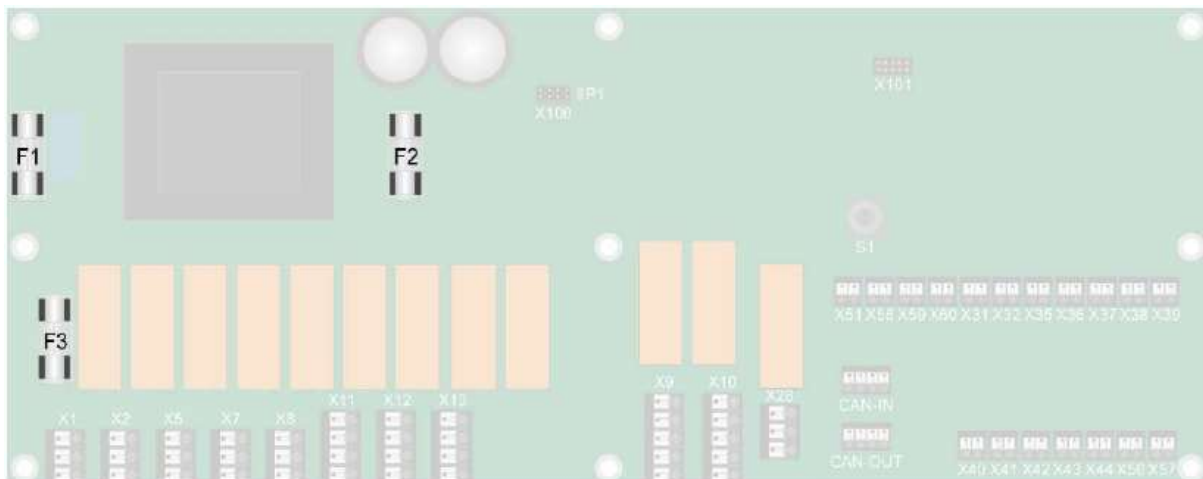 X101
SP1
X100
F1
F2
S1
X51 X58 X59 X60 X31 X32 X35 X36 X37 X38 X39
F3
X9 X10 X28
CAN-IN
X1 X2 X5 X7 X8 X11 X12 X13
CAN-OUT
X40 X41 X42 X43 X44 X56 X57